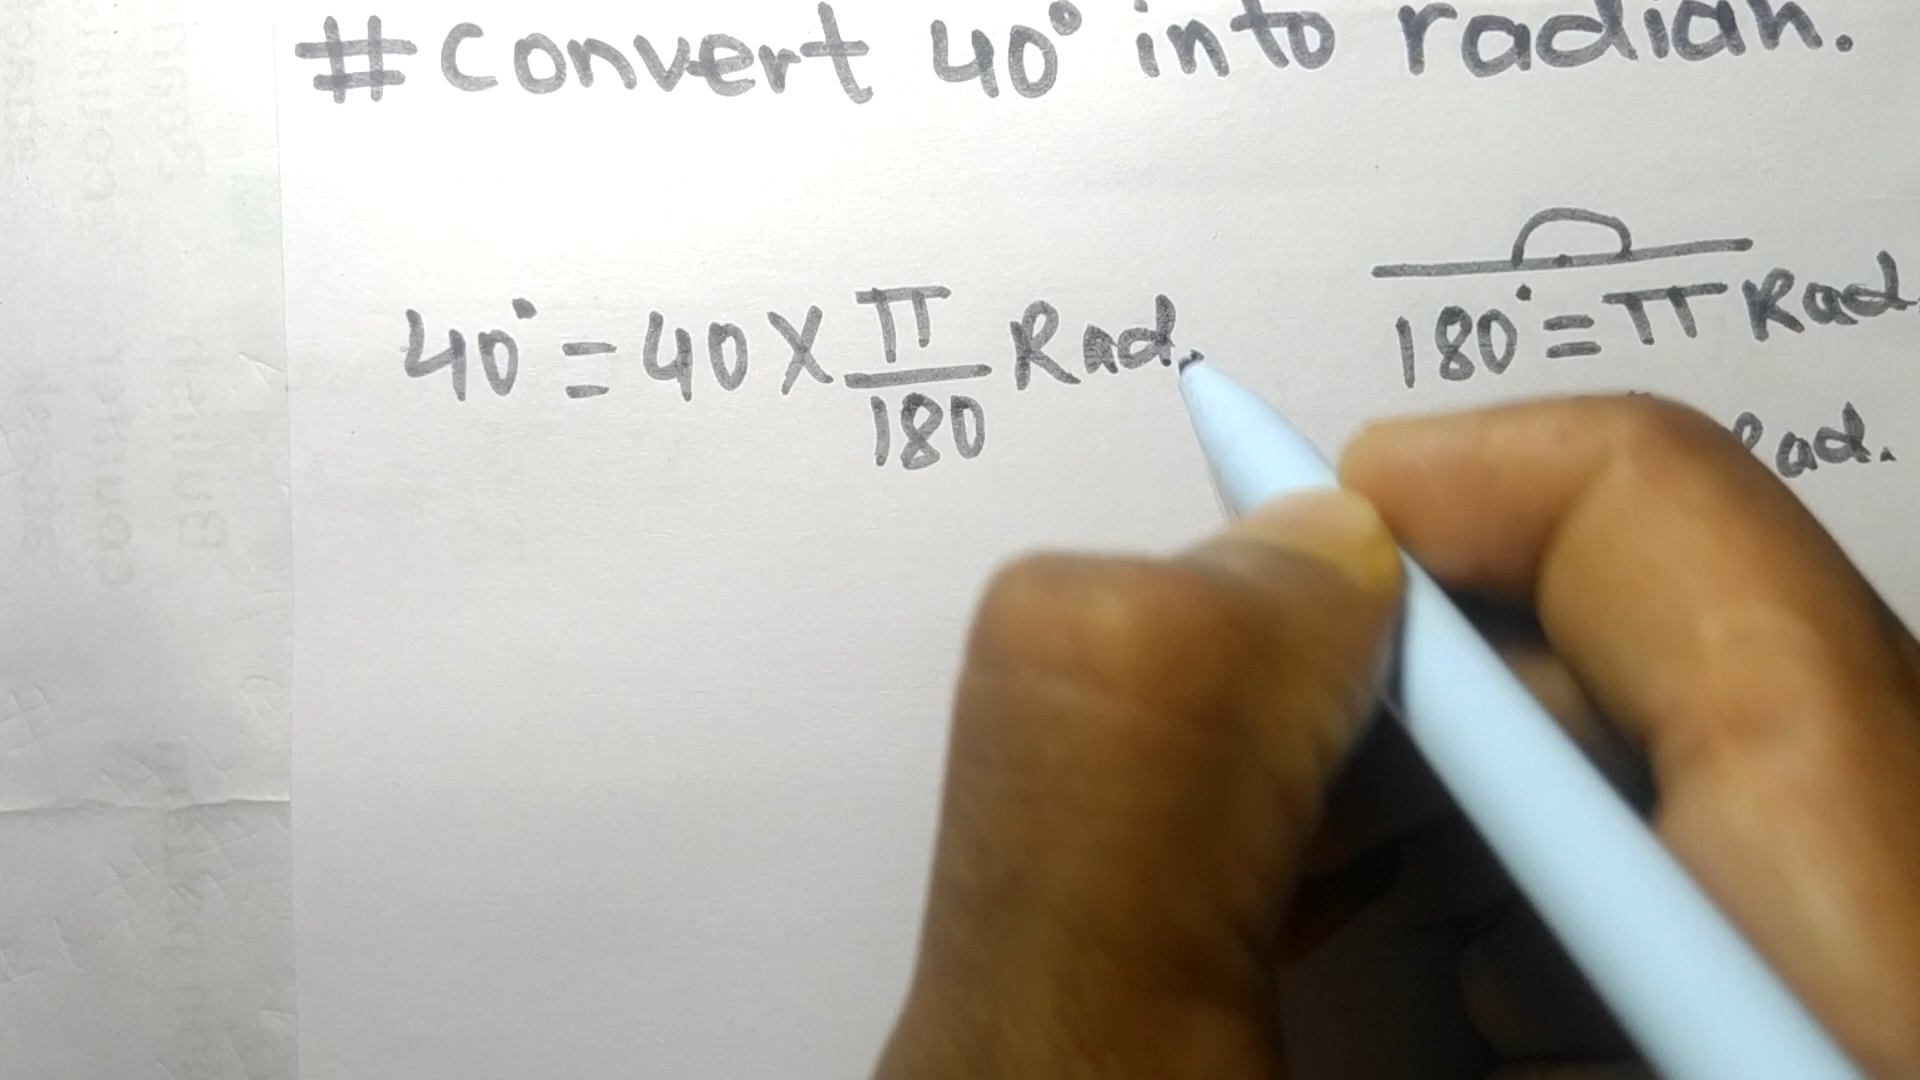 #Convert 40° into radian.
40° = 40 X π/180 Rad.
180° = π Rad.
Rad.